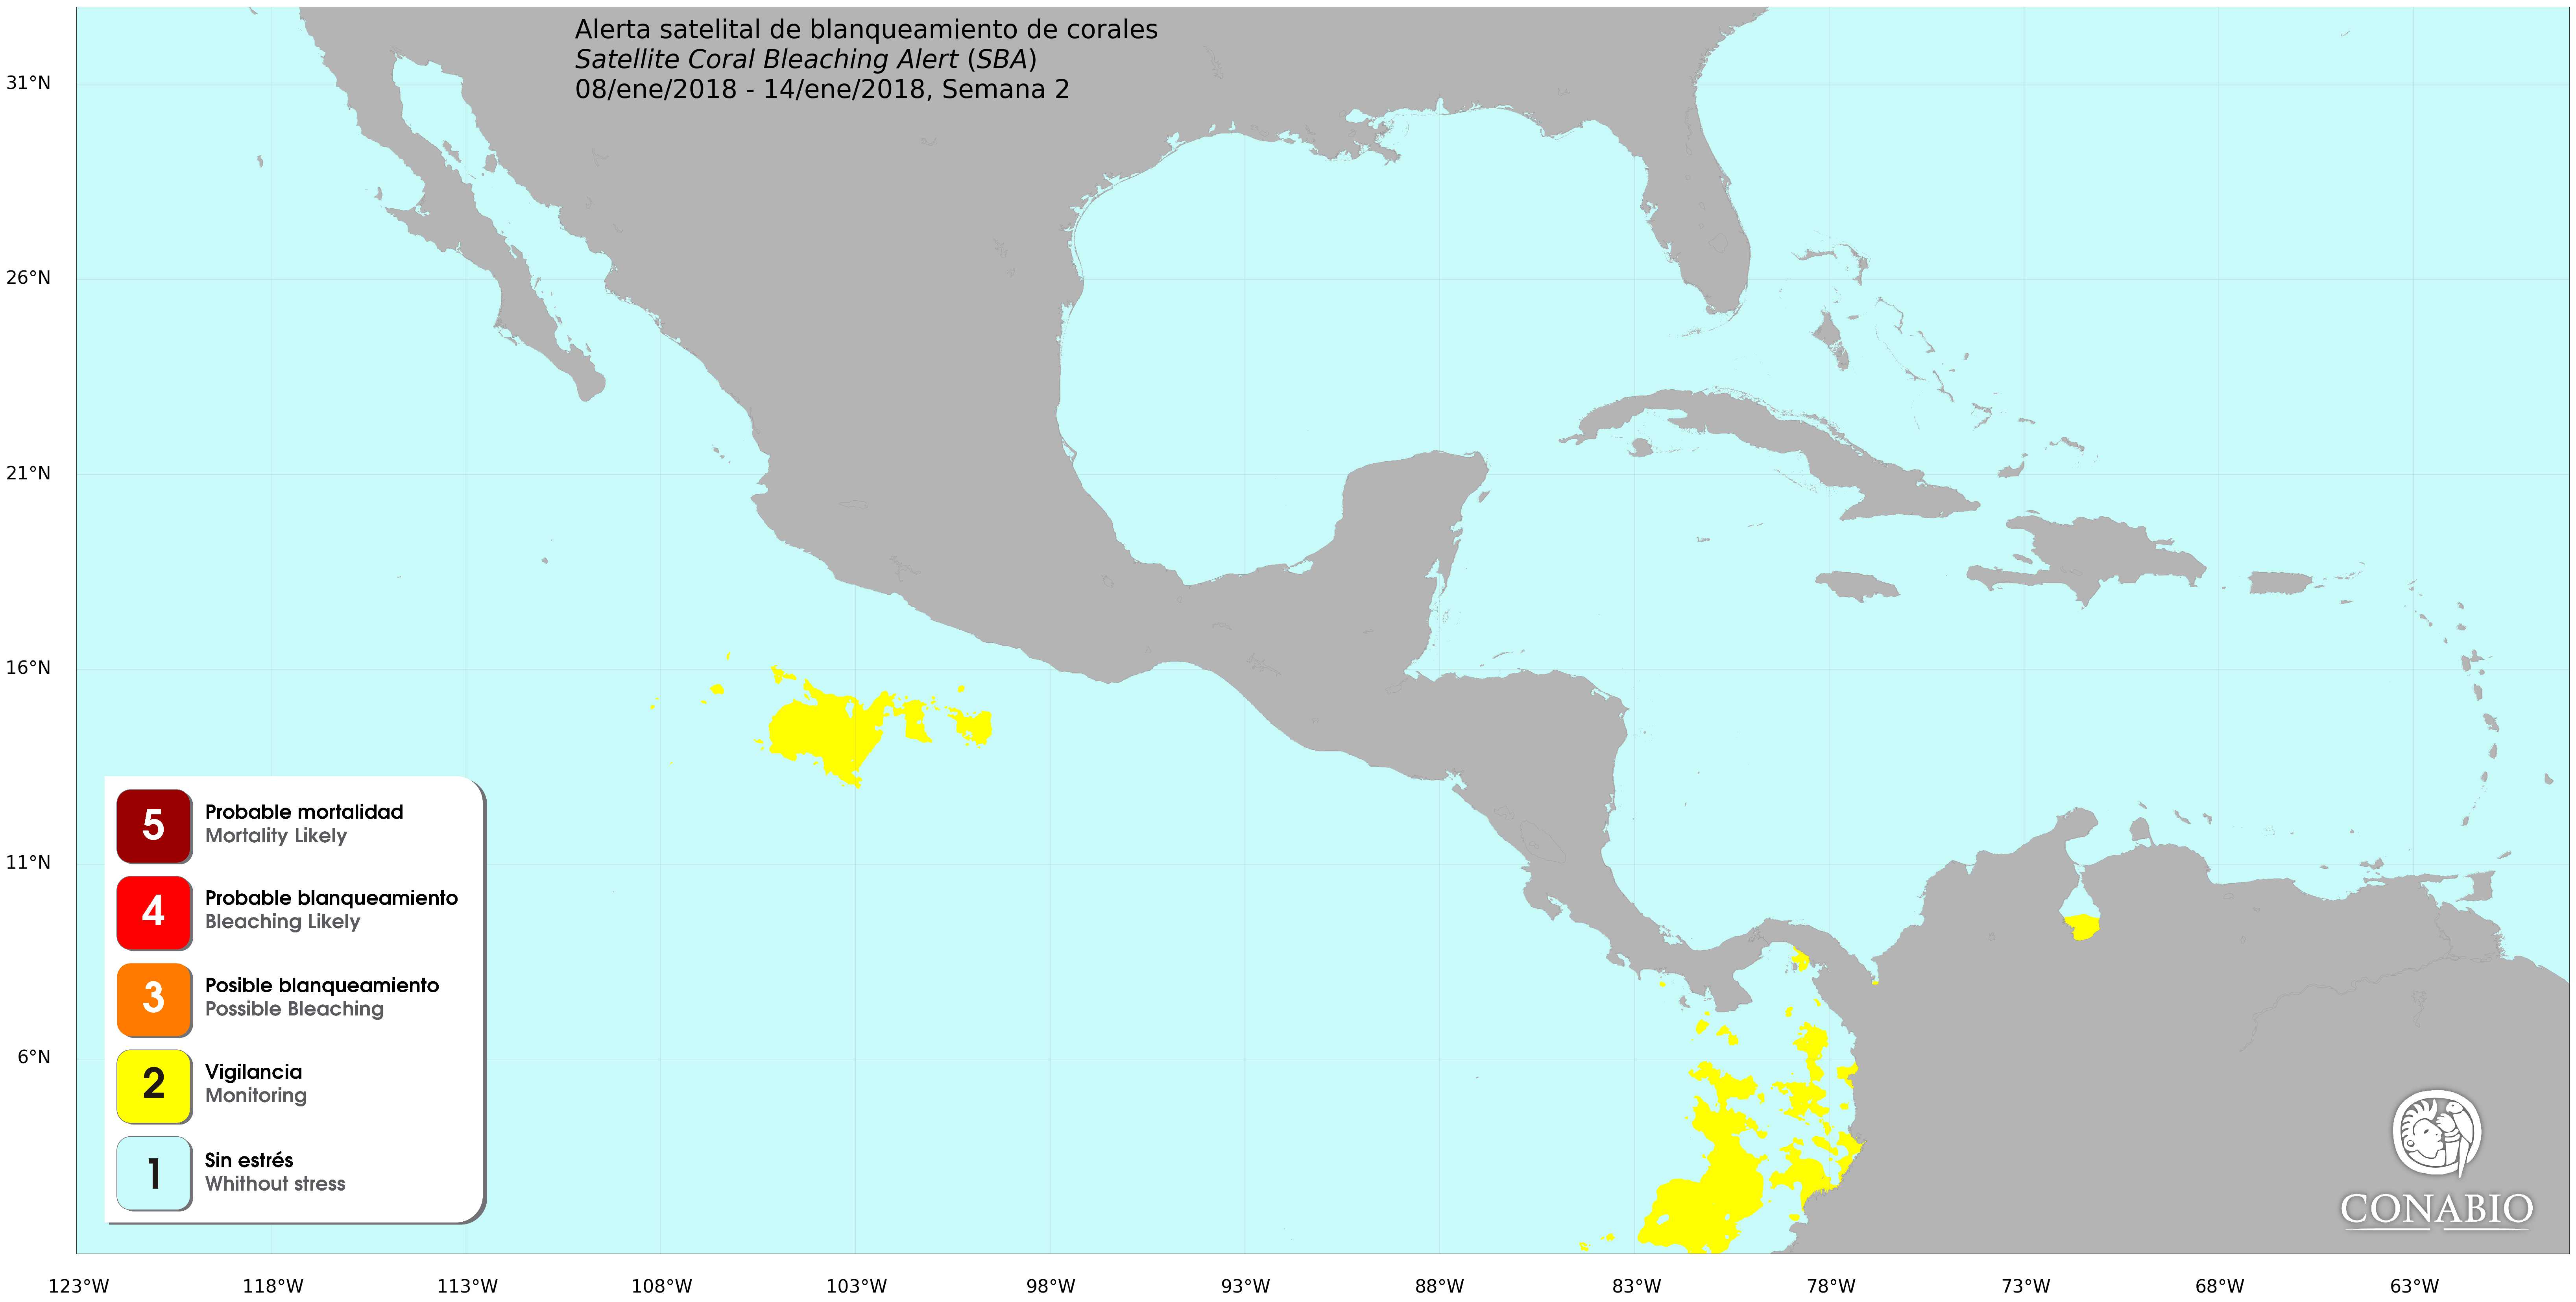 Alerta satelital de blanqueamiento de corales
Satellite Coral Bleaching Alert (SBA)
08/ene/2018 - 14/ene/2018, Semana 2
31°N
26°N
21°N
16°N
11°N
6°N
5 Probable mortalidad
Mortality Likely
4 Probable blanqueamiento
Bleaching Likely
3 Posible blanqueamiento
Possible Bleaching
2 Vigilancia
Monitoring
1 Sin estrés
Whithout stress
CONABIO
123°W 118°W 113°W 108°W 103°W 98°W 93°W 88°W 83°W 78°W 73°W 68°W 63°W